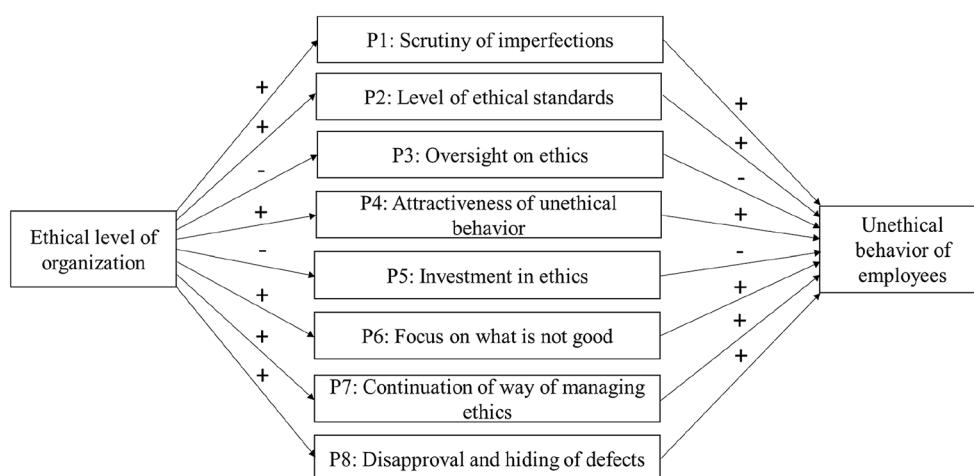 P1: Scrutiny of imperfections
+
+
P2: Level of ethical standards
+
+
P3: Oversight on ethics
-
-
P4: Attractiveness of unethical
behavior
+
+
Ethical level of
organization
Unethical
behavior of
employees
P5: Investment in ethics
-
-
P6: Focus on what is not good
+
+
P7: Continuation of way of managing
ethics
+
+
P8: Disapproval and hiding of defects
+
+